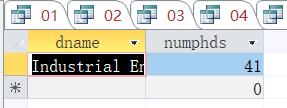 01 02 03 04
dname numphds
Industrial En 41
* 0